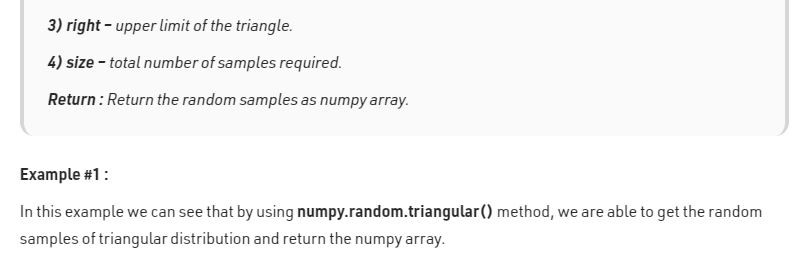 3) right – upper limit of the triangle.
4) size – total number of samples required.
Return : Return the random samples as numpy array.
Example #1 :
In this example we can see that by using numpy.random.triangular() method, we are able to get the random
samples of triangular distribution and return the numpy array.